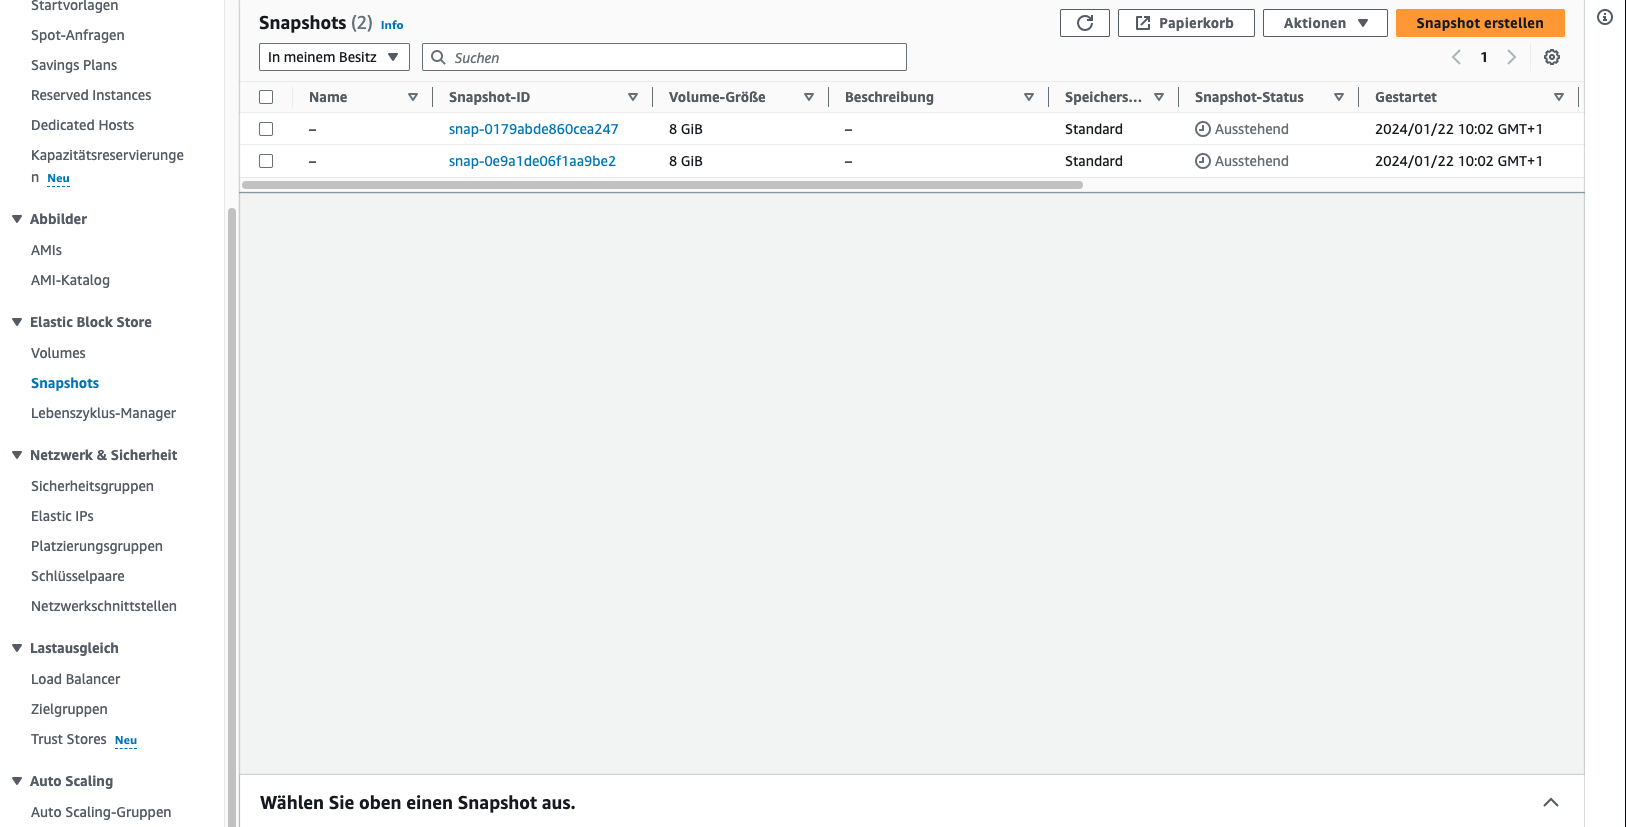 Startvorlagen
Spot-Anfragen
Savings Plans
Reserved Instances
Dedicated Hosts
Kapazitätsreservierunge
n Neu
Abbilder
AMIs
AMI-Katalog
Elastic Block Store
Volumes
Snapshots
Lebenszyklus-Manager
Netzwerk & Sicherheit
Sicherheitsgruppen
Elastic IPs
Platzierungsgruppen
Schlüsselpaare
Netzwerkschnittstellen
Lastausgleich
Load Balancer
Zielgruppen
Trust Stores Neu
Auto Scaling
Auto Scaling-Gruppen
Snapshots (2) Info
Papierkorb Aktionen Snapshot erstellen
In meinem Besitz Suchen 1
Name Snapshot-ID Volume-Größe Beschreibung Speichers... Snapshot-Status Gestartet
– snap-0179abde860cea247 8 GiB – Standard Ausstehend 2024/01/22 10:02 GMT+1
– snap-0e9a1de06f1aa9be2 8 GiB – Standard Ausstehend 2024/01/22 10:02 GMT+1
Wählen Sie oben einen Snapshot aus.